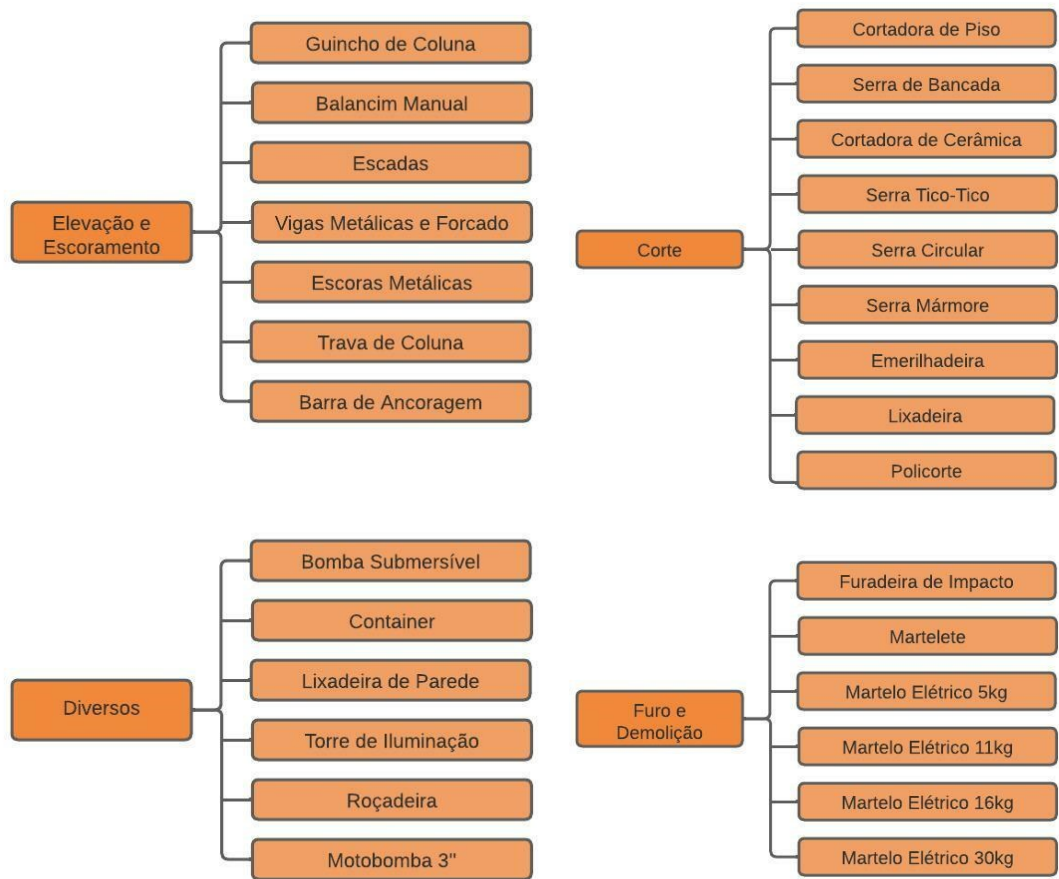 Elevação e
Escoramento
Guincho de Coluna
Balancim Manual
Escadas
Vigas Metálicas e Forcado
Escoras Metálicas
Trava de Coluna
Barra de Ancoragem
Corte
Cortadora de Piso
Serra de Bancada
Cortadora de Cerâmica
Serra Tico-Tico
Serra Circular
Serra Mármore
Emerilhadeira
Lixadeira
Policorte
Diversos
Bomba Submersível
Container
Lixadeira de Parede
Torre de Iluminação
Roçadeira
Motobomba 3"
Furo e
Demolição
Furadeira de Impacto
Martelete
Martelo Elétrico 5kg
Martelo Elétrico 11kg
Martelo Elétrico 16kg
Martelo Elétrico 30kg